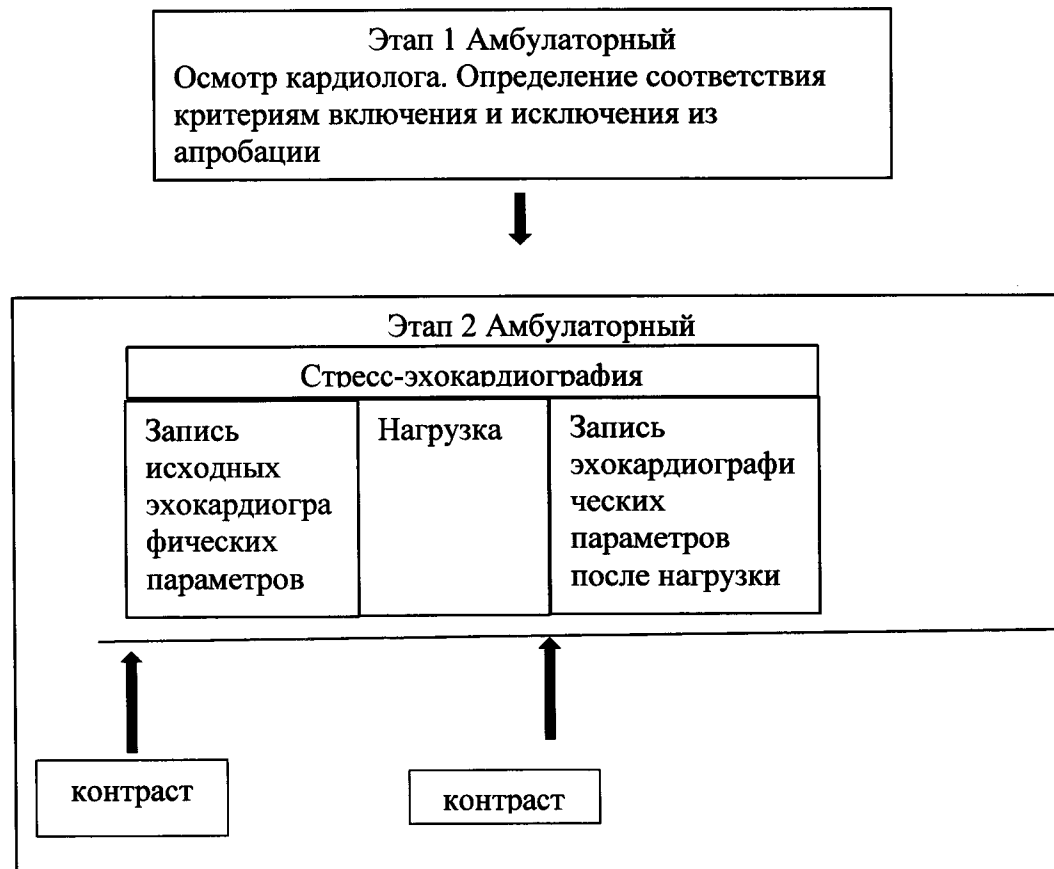 Этап 1 Амбулаторный
Осмотр кардиолога. Определение соответствия
критериям включения и исключения из
апробации
Этап 2 Амбулаторный
Стресс-эхокардиография
Запись
исходных
эхокардиогра
фических
параметров
Нагрузка
Запись
эхокардиографи
ческих
параметров
после нагрузки
контраст
контраст